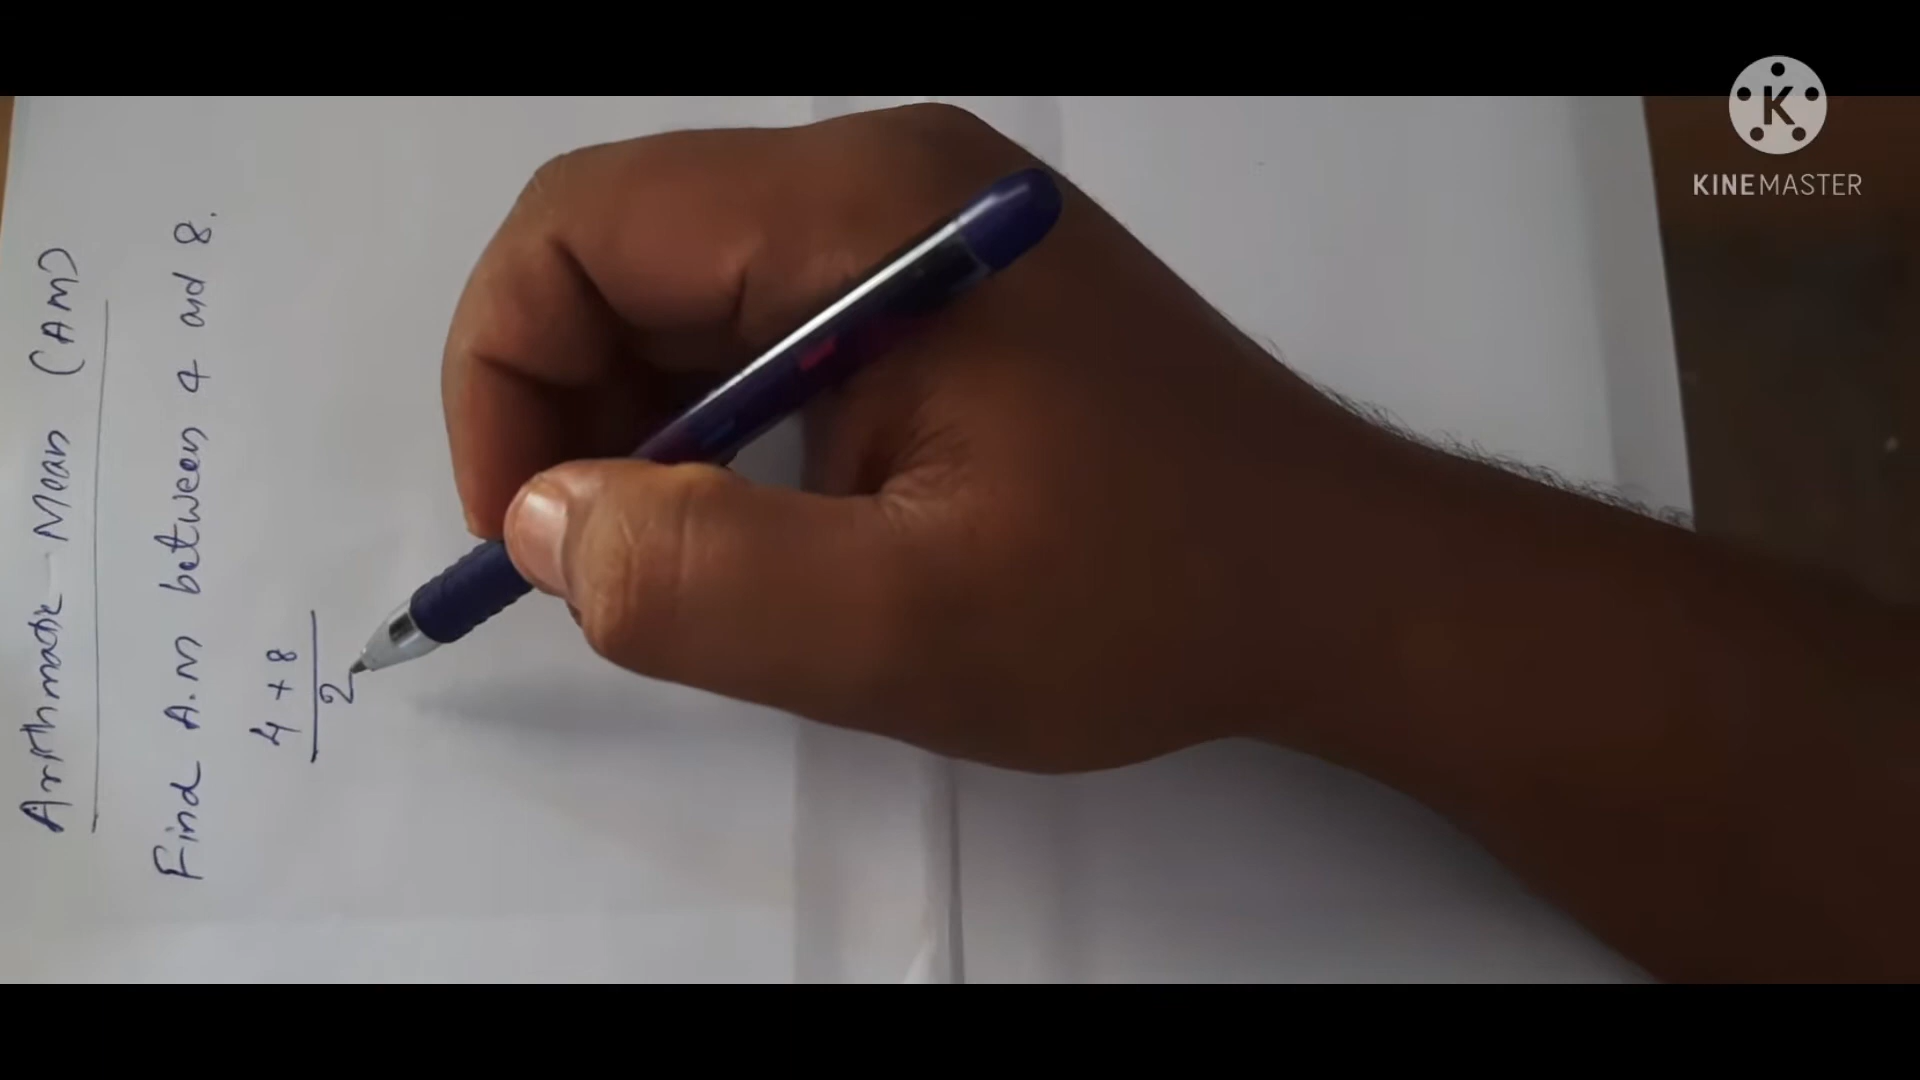 Arithmatic Mean (AM)
Find A.M between 4 and 8.
4 + 8
2
KINEMASTER